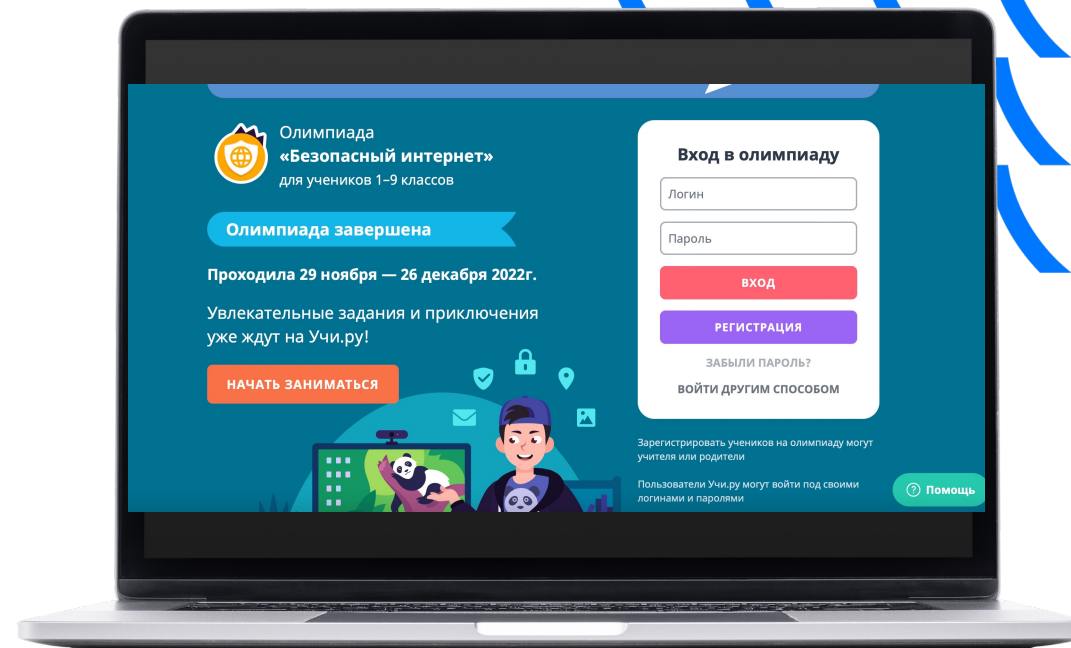 Олимпиада
«Безопасный интернет»
для учеников 1–9 классов
Олимпиада завершена
Проходила 29 ноября — 26 декабря 2022г.
Увлекательные задания и приключения
уже ждут на Учи.ру!
НАЧАТЬ ЗАНИМАТЬСЯ
Вход в олимпиаду
Логин
Пароль
ВХОД
РЕГИСТРАЦИЯ
ЗАБЫЛИ ПАРОЛЬ?
ВОЙТИ ДРУГИМ СПОСОБОМ
Зарегистрировать учеников на олимпиаду могут
учителя или родители
Пользователи Учи.ру могут войти под своими
логинами и паролями
? Помощь